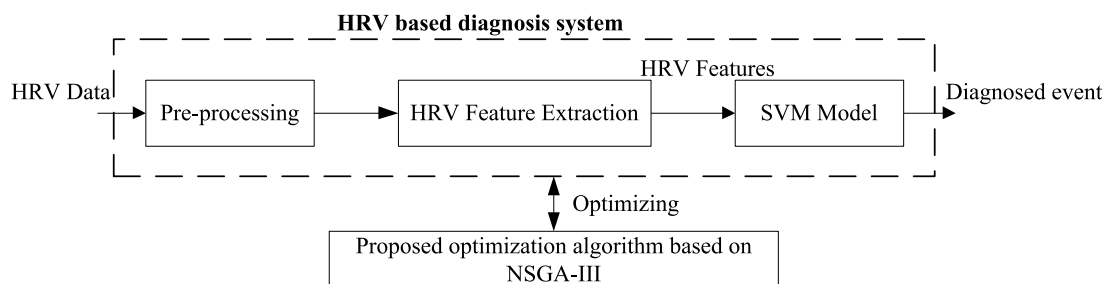 HRV based diagnosis system
HRV Features
HRV Data
Pre-processing
HRV Feature Extraction
SVM Model
Diagnosed event
Optimizing
Proposed optimization algorithm based on
NSGA-III